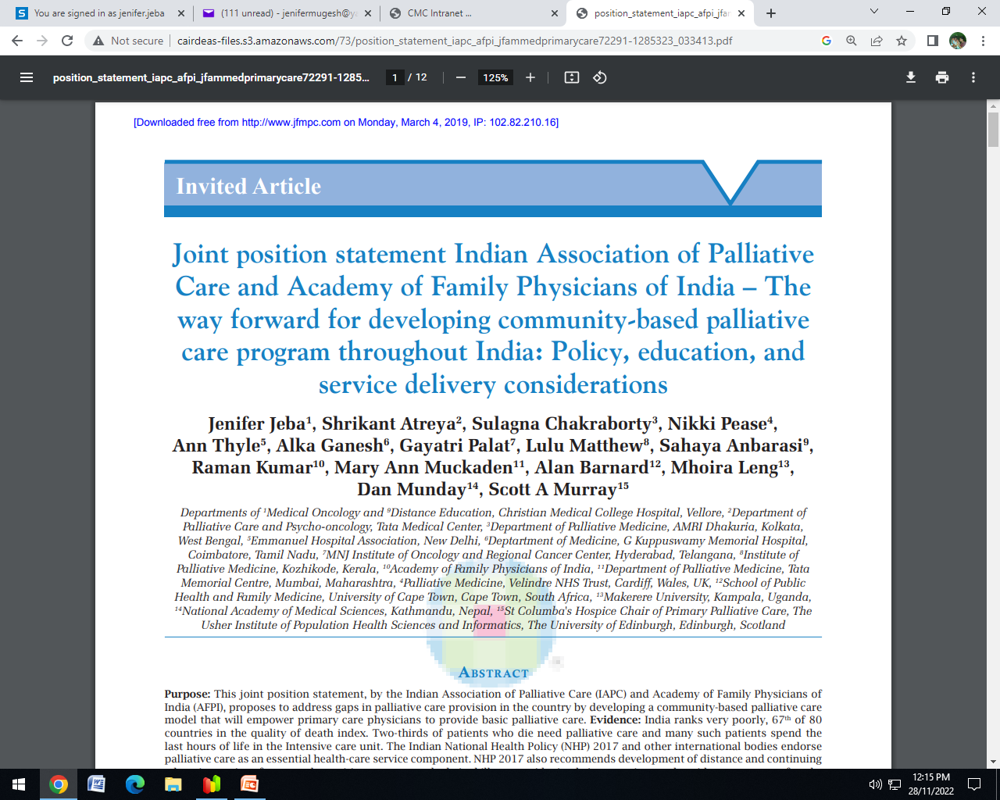 You are signed in as jenifer.jeba
(111 unread) - jenifermugesh@y
CMC Intranet ...
position_statement_iapc_afpi_jfa
Not secure
cairdeas-files.s3.amazonaws.com/73/position_statement_iapc_afpi_jfammedprimarycare72291-1285323_033413.pdf
position_statement_iapc_afpi_jfammedprimarycare72291-1285...
1 / 12
125%
[Downloaded free from http://www.jfmpc.com on Monday, March 4, 2019, IP: 102.82.210.16]
Invited Article
Joint position statement Indian Association of Palliative
Care and Academy of Family Physicians of India – The
way forward for developing community-based palliative
care program throughout India: Policy, education, and
service delivery considerations
Jenifer Jeba¹, Shrikant Atreya², Sulagna Chakraborty³, Nikki Pease⁴,
Ann Thyle⁵, Alka Ganesh⁶, Gayatri Palat⁷, Lulu Matthew⁸, Sahaya Anbarasi⁹,
Raman Kumar¹⁰, Mary Ann Muckaden¹¹, Alan Barnard¹², Mhoira Leng¹³,
Dan Munday¹⁴, Scott A Murray¹⁵
Departments of ¹Medical Oncology and ⁹Distance Education, Christian Medical College Hospital, Vellore, ²Department of
Palliative Care and Psycho-oncology, Tata Medical Center, ³Department of Palliative Medicine, AMRI Dhakuria, Kolkata,
West Bengal, ⁵Emmanuel Hospital Association, New Delhi, ⁶Deptartment of Medicine, G Kuppuswamy Memorial Hospital,
Coimbatore, Tamil Nadu, ⁷MNJ Institute of Oncology and Regional Cancer Center, Hyderabad, Telangana, ⁸Institute of
Palliative Medicine, Kozhikode, Kerala, ¹⁰Academy of Family Physicians of India, ¹¹Department of Palliative Medicine, Tata
Memorial Centre, Mumbai, Maharashtra, ⁴Palliative Medicine, Velindre NHS Trust, Cardiff, Wales, UK, ¹²School of Public
Health and Family Medicine, University of Cape Town, Cape Town, South Africa, ¹³Makerere University, Kampala, Uganda,
¹⁴National Academy of Medical Sciences, Kathmandu, Nepal, ¹⁵St Columba's Hospice Chair of Primary Palliative Care, The
Usher Institute of Population Health Sciences and Informatics, The University of Edinburgh, Edinburgh, Scotland
Abstract
Purpose: This joint position statement, by the Indian Association of Palliative Care (IAPC) and Academy of Family Physicians of
India (AFPI), proposes to address gaps in palliative care provision in the country by developing a community-based palliative care
model that will empower primary care physicians to provide basic palliative care. Evidence: India ranks very poorly, 67ᵗʰ of 80
countries in the quality of death index. Two-thirds of patients who die need palliative care and many such patients spend the
last hours of life in the Intensive care unit. The Indian National Health Policy (NHP) 2017 and other international bodies endorse
palliative care as an essential health-care service component. NHP 2017 also recommends development of distance and continuing
12:15 PM
28/11/2022